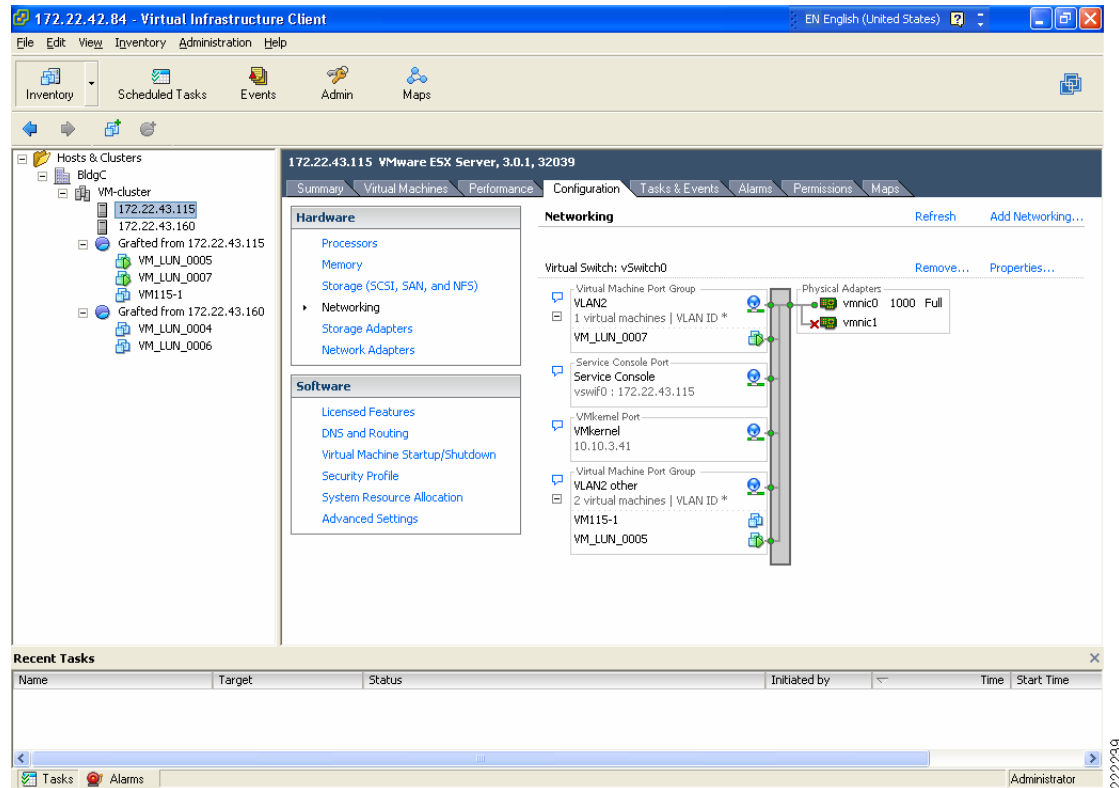 172.22.42.84 - Virtual Infrastructure Client
EN English (United States)
File Edit View Inventory Administration Help
Inventory Scheduled Tasks Events Admin Maps
Hosts & Clusters
BldgC
VM-cluster
172.22.43.115
172.22.43.160
Grafted from 172.22.43.115
VM_LUN_0005
VM_LUN_0007
VM115-1
Grafted from 172.22.43.160
VM_LUN_0004
VM_LUN_0006
172.22.43.115 VMware ESX Server, 3.0.1, 32039
Summary Virtual Machines Performance Configuration Tasks & Events Alarms Permissions Maps
Hardware
Processors
Memory
Storage (SCSI, SAN, and NFS)
Networking
Storage Adapters
Network Adapters
Software
Licensed Features
DNS and Routing
Virtual Machine Startup/Shutdown
Security Profile
System Resource Allocation
Advanced Settings
Networking Refresh Add Networking...
Virtual Switch: vSwitch0 Remove... Properties...
Virtual Machine Port Group
VLAN2
1 virtual machines | VLAN ID *
VM_LUN_0007
Service Console Port
Service Console
vswif0 : 172.22.43.115
VMkernel Port
VMkernel
10.10.3.41
Virtual Machine Port Group
VLAN2 other
2 virtual machines | VLAN ID *
VM115-1
VM_LUN_0005
Physical Adapters
vmnic0 1000 Full
vmnic1
Recent Tasks
Name Target Status Initiated by Time Start Time
Tasks Alarms Administrator
222239